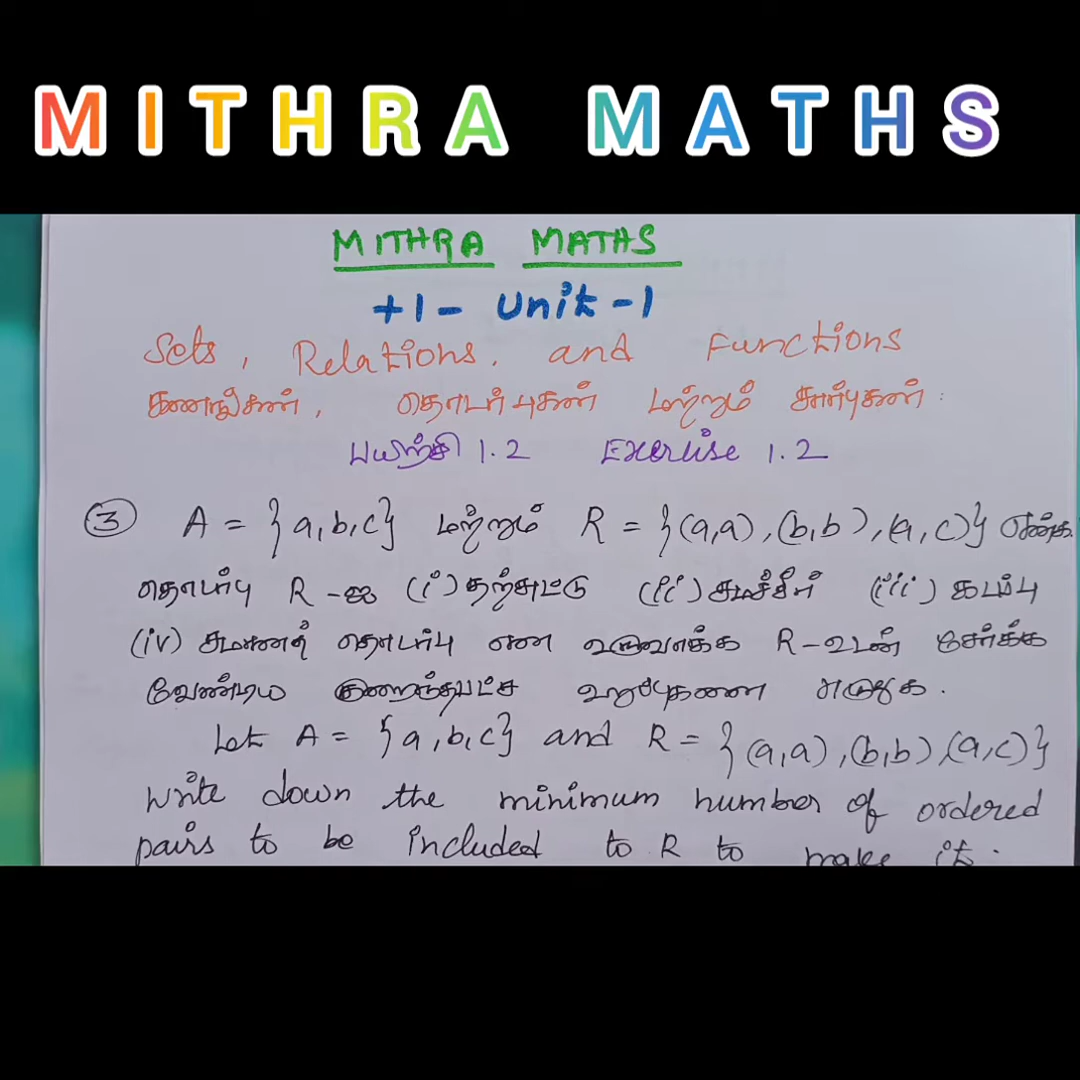 MITHRA MATHS
MITHRA MATHS
+1 - Unit - 1
Sets, Relations, and Functions
கணங்கள், தொடர்புகள் மற்றும் சார்புகள்:
பயிற்சி 1.2 Exercise 1.2
③ A = {a,b,c} மற்றும் R = {(a,a),(b,b),(a,c)} என்க.
தொடர்பு R-ஐ (i) தற்சுட்டு (ii) சமச்சீர் (iii) கடப்பு
(iv) சமானத் தொடர்பு என உருவாக்க R-உடன் சேர்க்க
வேண்டிய குறைந்தபட்ச உறுப்புகளை எழுதுக.
Let A = {a,b,c} and R = {(a,a),(b,b),(a,c)}
Write down the minimum number of ordered
pairs to be included to R to make it.